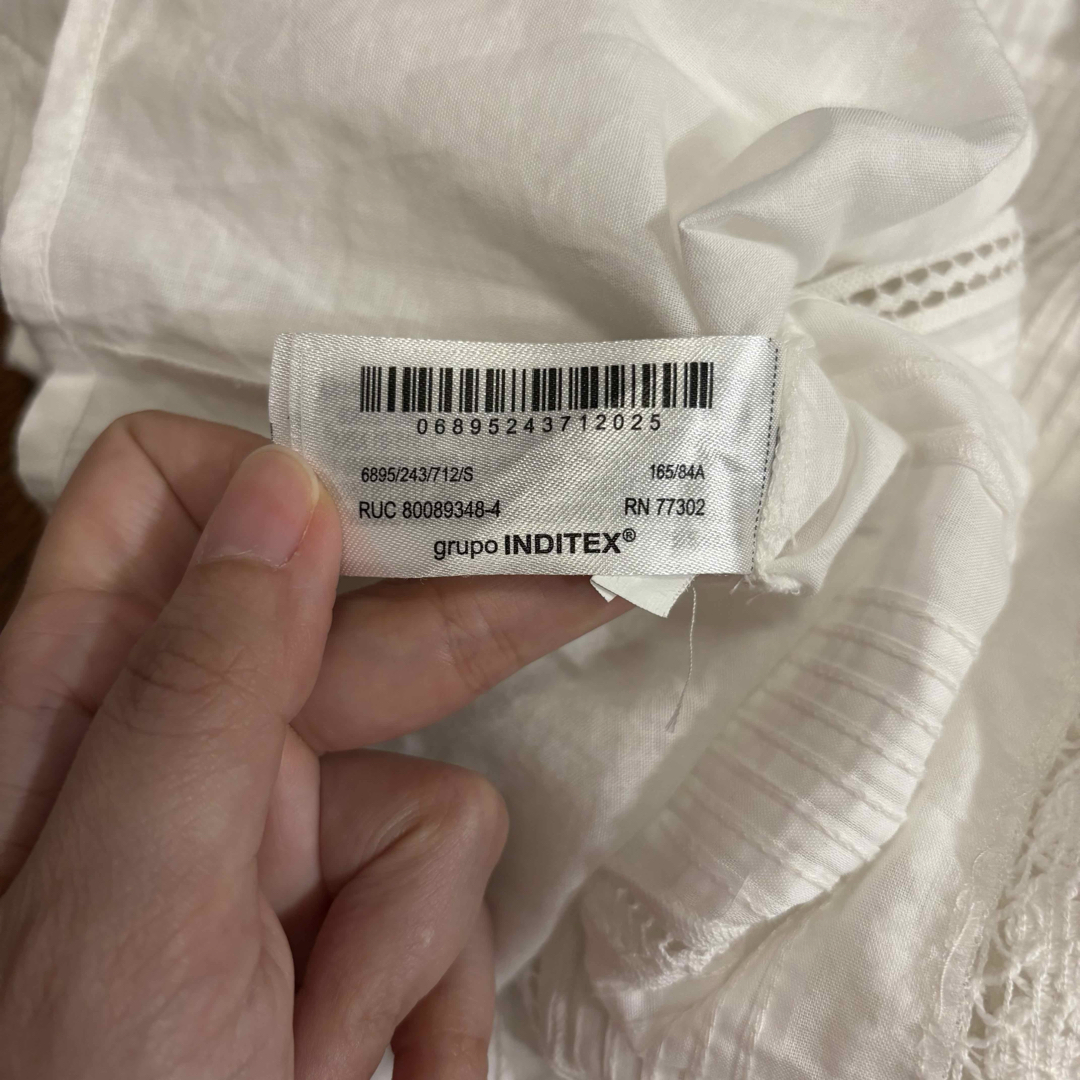 06895243712025
6895/243/712/S 165/84A
RUC 80089348-4 RN 77302
grupo INDITEX®